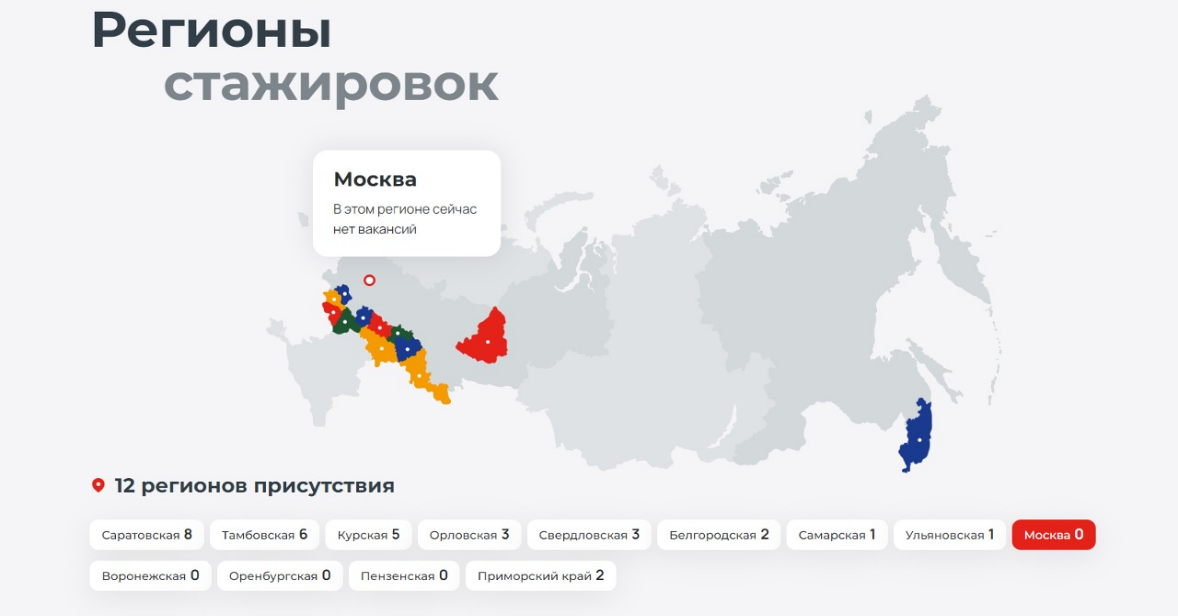 Регионы
стажировок
Москва
В этом регионе сейчас
нет вакансий
12 регионов присутствия
Саратовская 8 Тамбовская 6 Курская 5 Орловская 3 Свердловская 3 Белгородская 2 Самарская 1 Ульяновская 1 Москва 0
Воронежская 0 Оренбургская 0 Пензенская 0 Приморский край 2